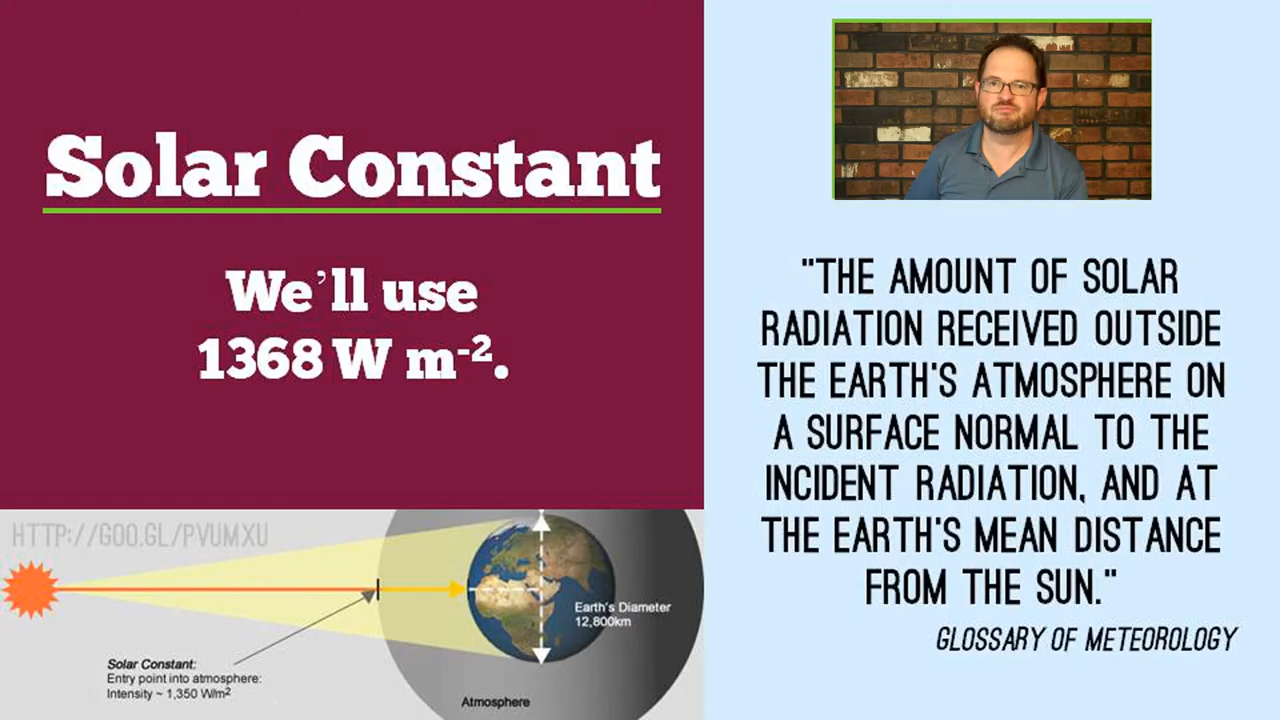 Solar Constant
We'll use
1368 W m-².
"THE AMOUNT OF SOLAR
RADIATION RECEIVED OUTSIDE
THE EARTH'S ATMOSPHERE ON
A SURFACE NORMAL TO THE
INCIDENT RADIATION, AND AT
THE EARTH'S MEAN DISTANCE
FROM THE SUN."
GLOSSARY OF METEOROLOGY
HTTP://GOO.GL/PVUMXU
Earth's Diameter
12,800km
Solar Constant:
Entry point into atmosphere:
Intensity ~ 1,350 W/m²
Atmosphere